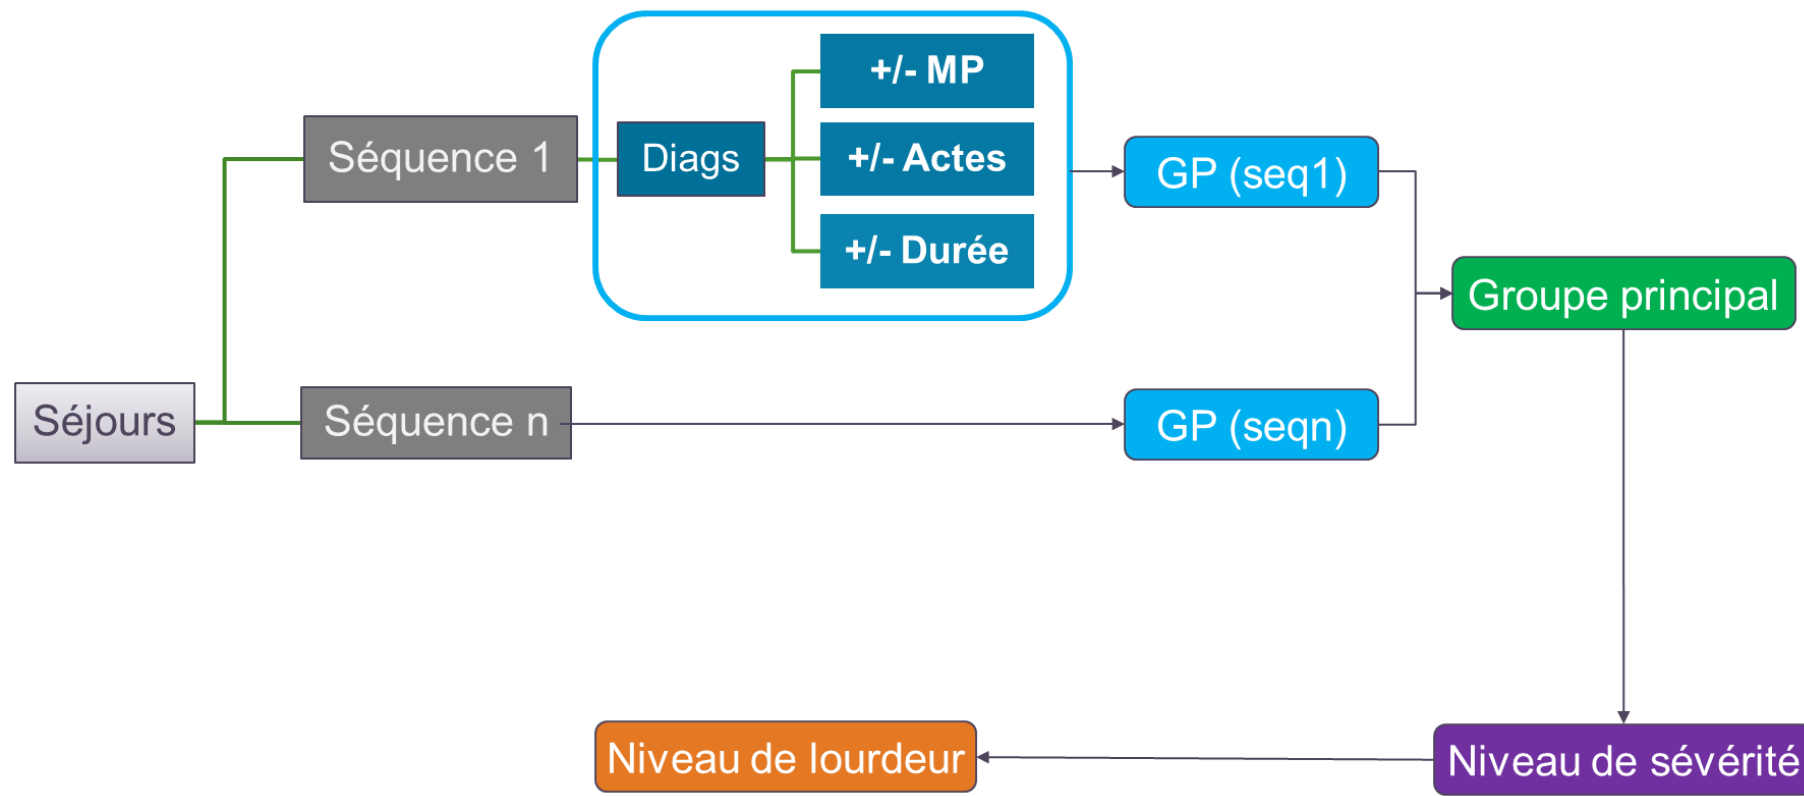 +/- MP
Séquence 1
Diags
+/- Actes
GP (seq1)
+/- Durée
Groupe principal
Séjours
Séquence n
GP (seqn)
Niveau de lourdeur
Niveau de sévérité